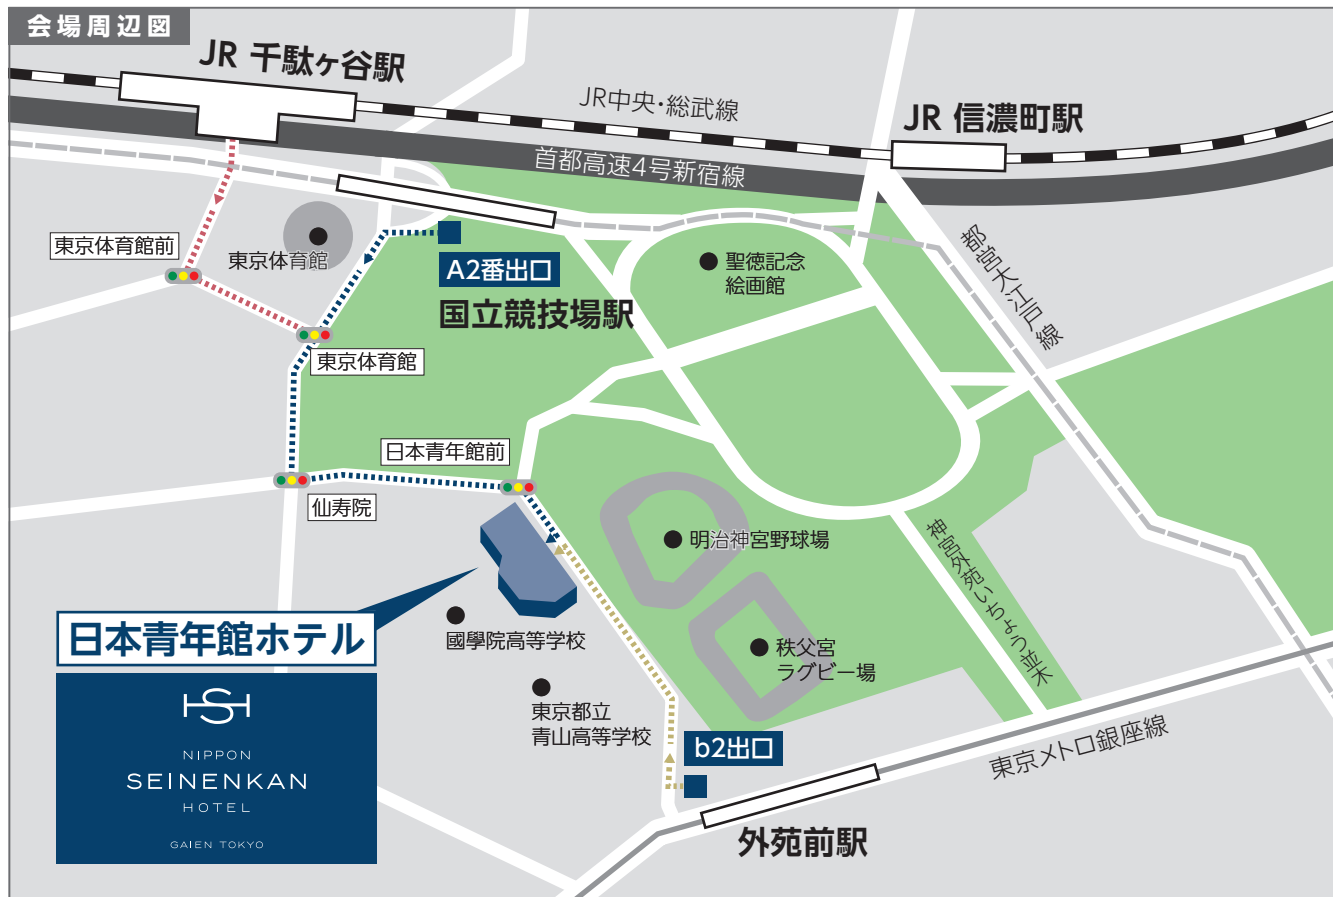 会場周辺図
JR 千駄ヶ谷駅
JR中央・総武線
JR 信濃町駅
首都高速4号新宿線
東京体育館前
東京体育館
A2番出口
国立競技場駅
聖徳記念
絵画館
都営大江戸線
東京体育館
日本青年館前
仙寿院
明治神宮野球場
神宮外苑いちょう並木
日本青年館ホテル
國學院高等学校
秩父宮
ラグビー場
東京都立
青山高等学校
b2出口
東京メトロ銀座線
外苑前駅
SH
NIPPON
SEINENKAN
HOTEL
GAIEN TOKYO